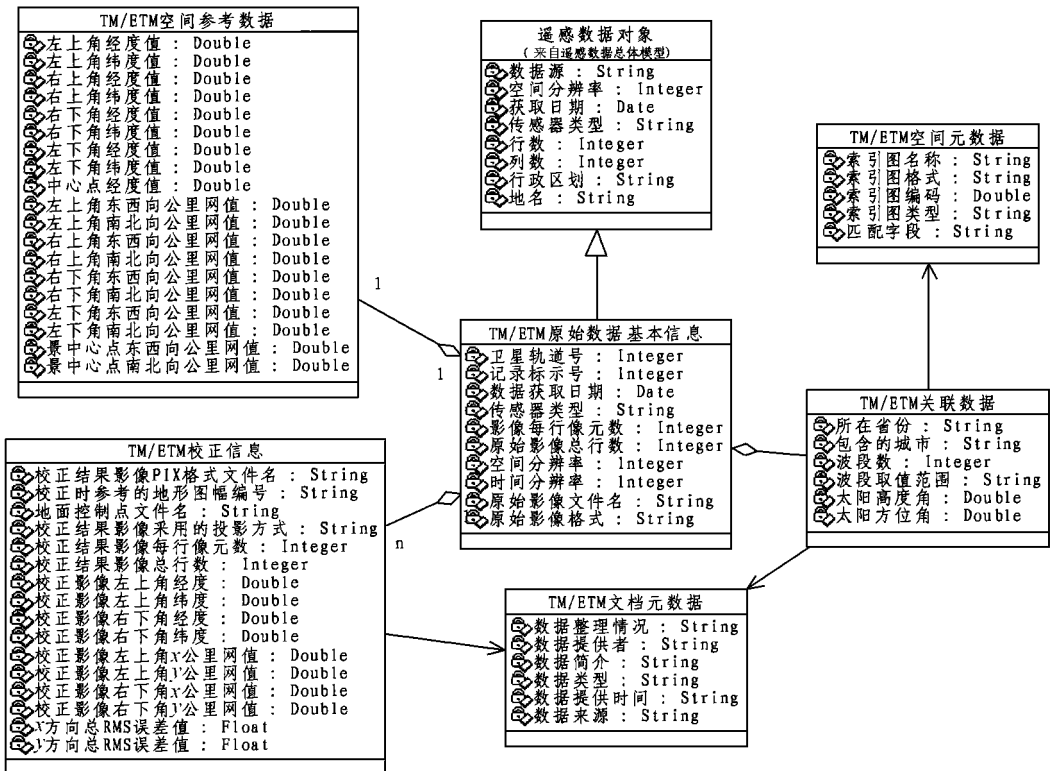 TM/ETM空间参考数据
左上角经度值 : Double
左上角纬度值 : Double
右上角经度值 : Double
右上角纬度值 : Double
右下角经度值 : Double
右下角纬度值 : Double
左下角经度值 : Double
左下角纬度值 : Double
中心点经度值 : Double
左上角东西向公里网值 : Double
左上角南北向公里网值 : Double
右上角东西向公里网值 : Double
右上角南北向公里网值 : Double
右下角东西向公里网值 : Double
右下角南北向公里网值 : Double
左下角东西向公里网值 : Double
左下角南北向公里网值 : Double
景中心点东西向公里网值 : Double
景中心点南北向公里网值 : Double
遥感数据对象
(来自遥感数据总体模型)
数据源 : String
空间分辨率 : Integer
获取日期 : Date
传感器类型 : String
行数 : Integer
列数 : Integer
行政区划 : String
地名 : String
TM/ETM空间元数据
索引图名称 : String
索引图格式 : String
索引图编码 : Double
索引图类型 : String
匹配字段 : String
1
1
TM/ETM原始数据基本信息
卫星轨道号 : Integer
记录标示号 : Integer
数据获取日期 : Date
传感器类型 : String
影像每行像元数 : Integer
原始影像总行数 : Integer
空间分辨率 : Integer
时间分辨率 : Integer
原始影像文件名 : String
原始影像格式 : String
TM/ETM关联数据
所在省份 : String
包含的城市 : String
波段数 : Integer
波段取值范围 : String
太阳高度角 : Double
太阳方位角 : Double
TM/ETM校正信息
校正结果影像PIX格式文件名 : String
校正时参考的地形图幅编号 : String
地面控制点文件名 : String
校正结果影像采用的投影方式 : String
校正结果影像每行像元数 : Integer
校正结果影像总行数 : Integer
校正影像左上角经度 : Double
校正影像左上角纬度 : Double
校正影像右下角经度 : Double
校正影像右下角纬度 : Double
校正影像左上角x公里网值 : Double
校正影像左上角y公里网值 : Double
校正影像右下角x公里网值 : Double
校正影像右下角y公里网值 : Double
x方向总RMS误差值 : Float
y方向总RMS误差值 : Float
n
TM/ETM文档元数据
数据整理情况 : String
数据提供者 : String
数据简介 : String
数据类型 : String
数据提供时间 : String
数据来源 : String